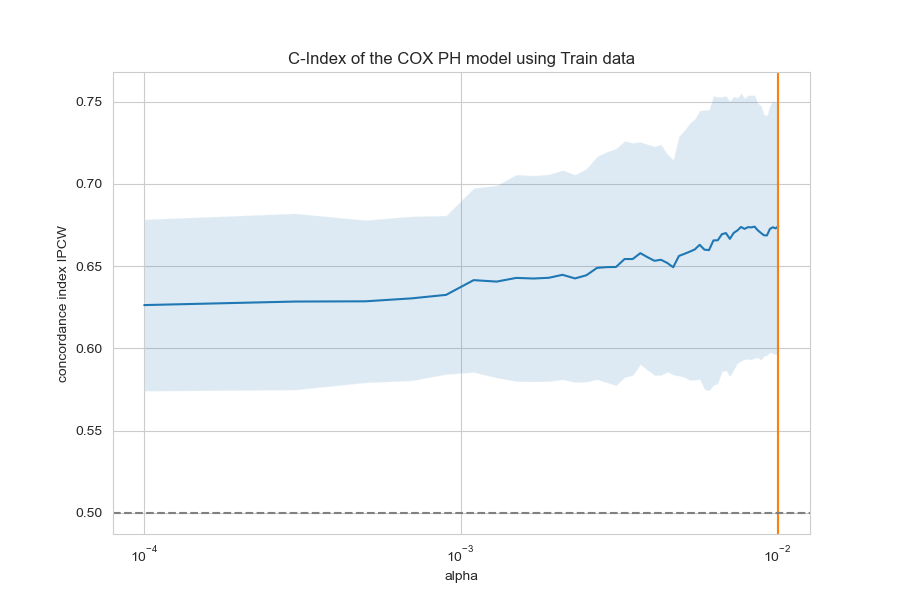 C-Index of the COX PH model using Train data
concordance index IPCW
0.75
0.70
0.65
0.60
0.55
0.50
10⁻⁴ 10⁻³ 10⁻²
alpha